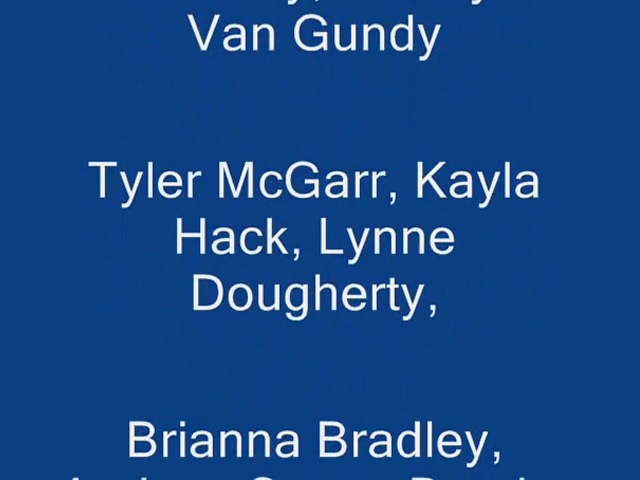 Van Gundy
Tyler McGarr, Kayla
Hack, Lynne
Dougherty,
Brianna Bradley,